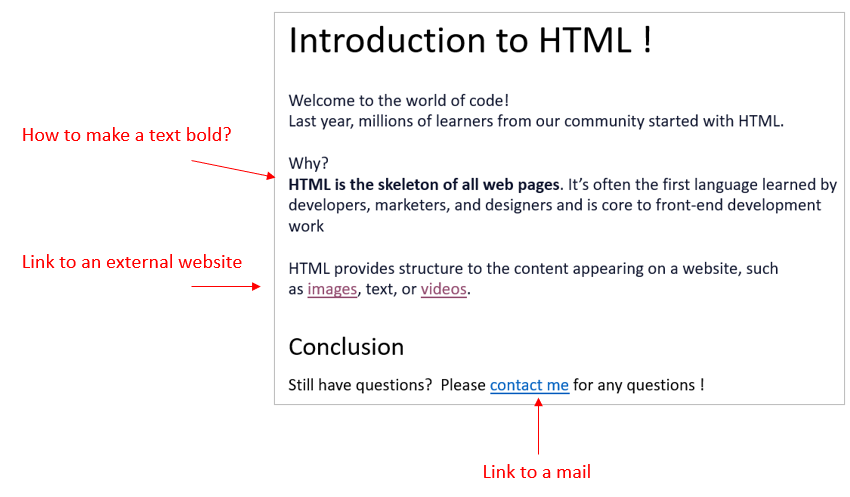 Introduction to HTML !
Welcome to the world of code!
Last year, millions of learners from our community started with HTML.
How to make a text bold?
Why?
HTML is the skeleton of all web pages. It’s often the first language learned by
developers, marketers, and designers and is core to front-end development
work
Link to an external website
HTML provides structure to the content appearing on a website, such
as images, text, or videos.
Conclusion
Still have questions?  Please contact me for any questions !
Link to a mail